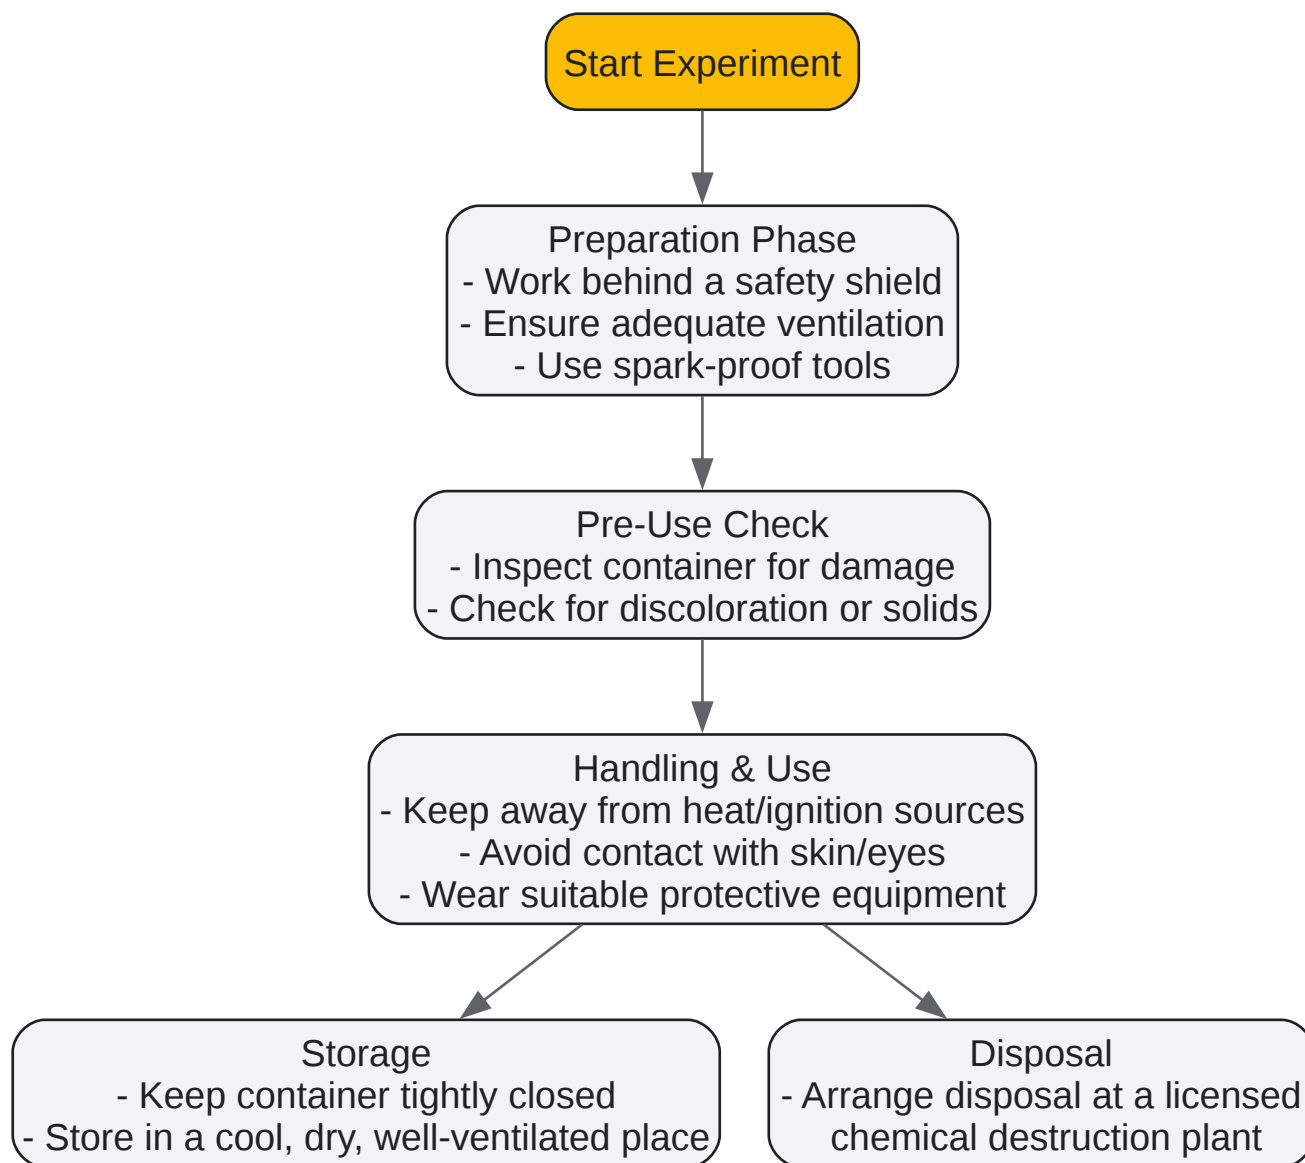 Start Experiment
Preparation Phase
- Work behind a safety shield
- Ensure adequate ventilation
- Use spark-proof tools
Pre-Use Check
- Inspect container for damage
- Check for discoloration or solids
Handling & Use
- Keep away from heat/ignition sources
- Avoid contact with skin/eyes
- Wear suitable protective equipment
Storage
- Keep container tightly closed
- Store in a cool, dry, well-ventilated place
Disposal
- Arrange disposal at a licensed
chemical destruction plant